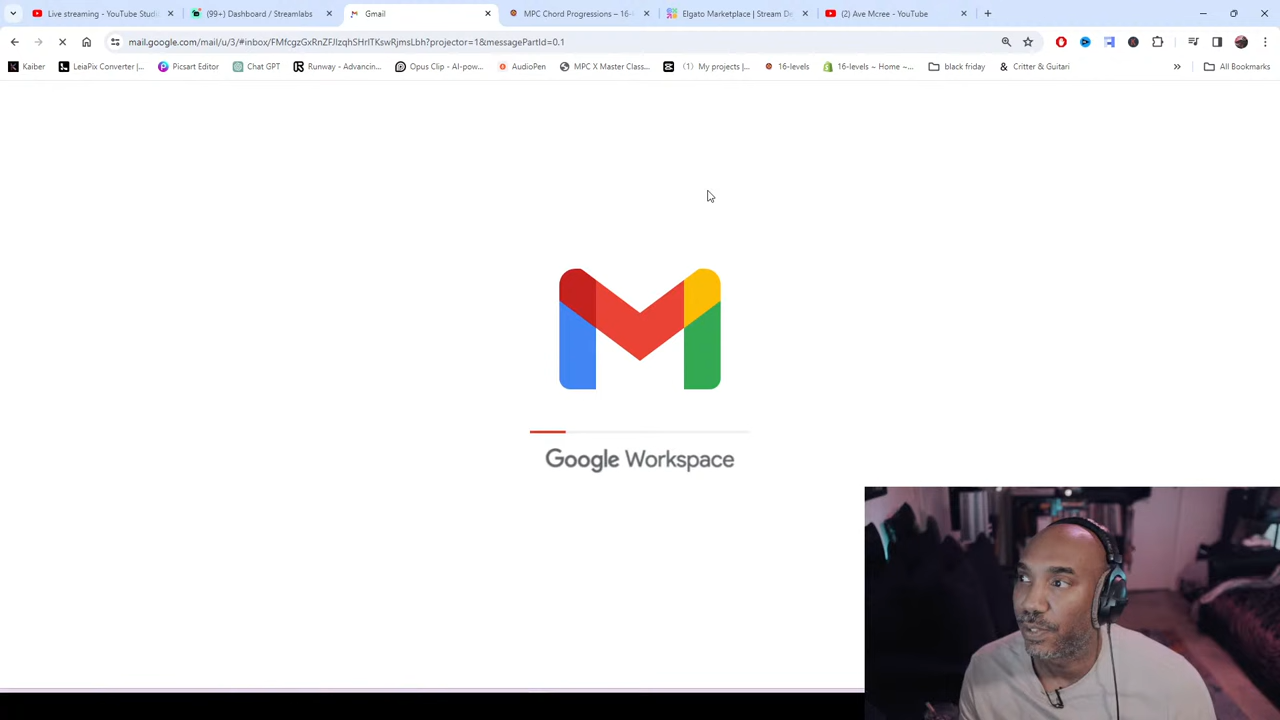 Live streaming - YouTube Studi
(99+) Dashboard / Streamlabs
Gmail
MPC Chord Progressions – 16-l
Elgato Marketplace | Stream De
(2) Ave Mcree - YouTube
mail.google.com/mail/u/3/#inbox/FMfcgzGxRnZFJlzqhSHrlTKswRjmsLbh?projector=1&messagePartId=0.1
Kaiber
LeiaPix Converter |...
Picsart Editor
Chat GPT
Runway - Advancin...
Opus Clip - AI-pow...
AudioPen
MPC X Master Class...
(1) My projects |...
16-levels
16-levels ~ Home ~...
black friday
Critter & Guitari
»
All Bookmarks
Google Workspace